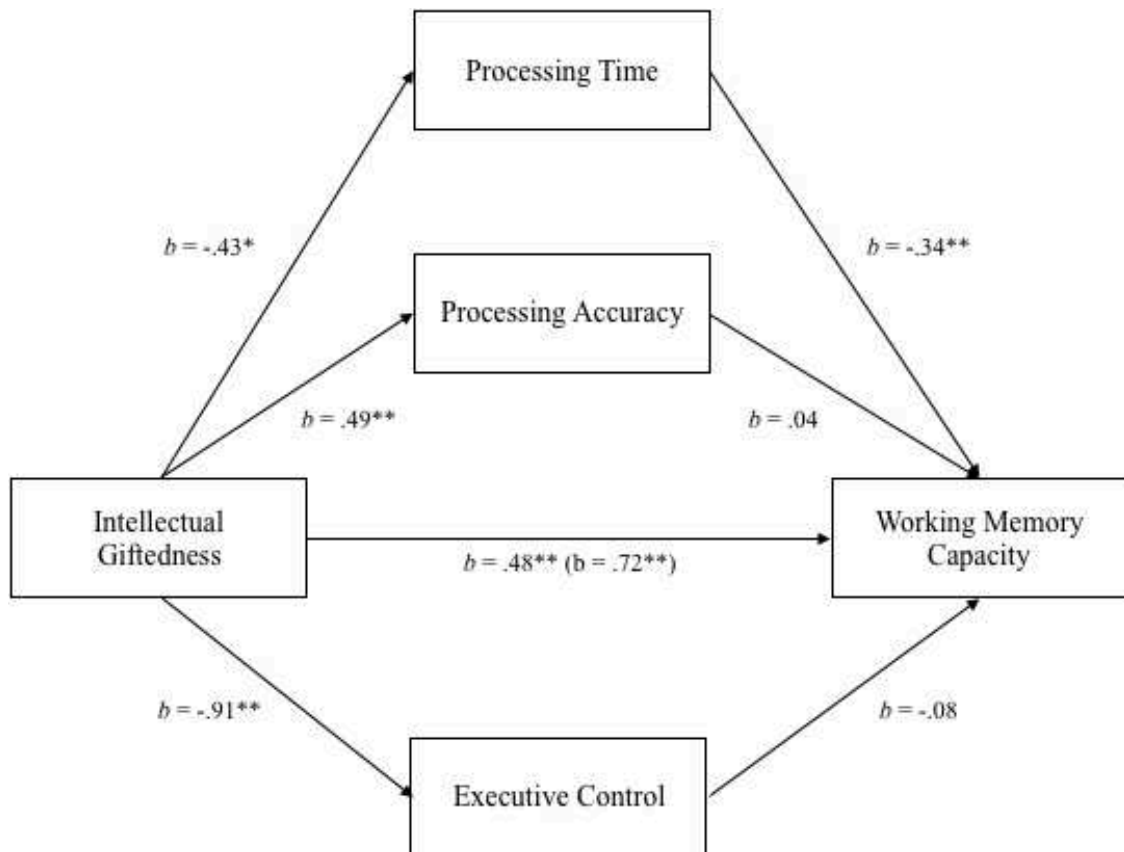 Processing Time
b = -.43*
b = -.34**
Processing Accuracy
b = .49**
b = .04
Intellectual
Giftedness
b = .48** (b = .72**)
Working Memory
Capacity
b = -.91**
b = -.08
Executive Control